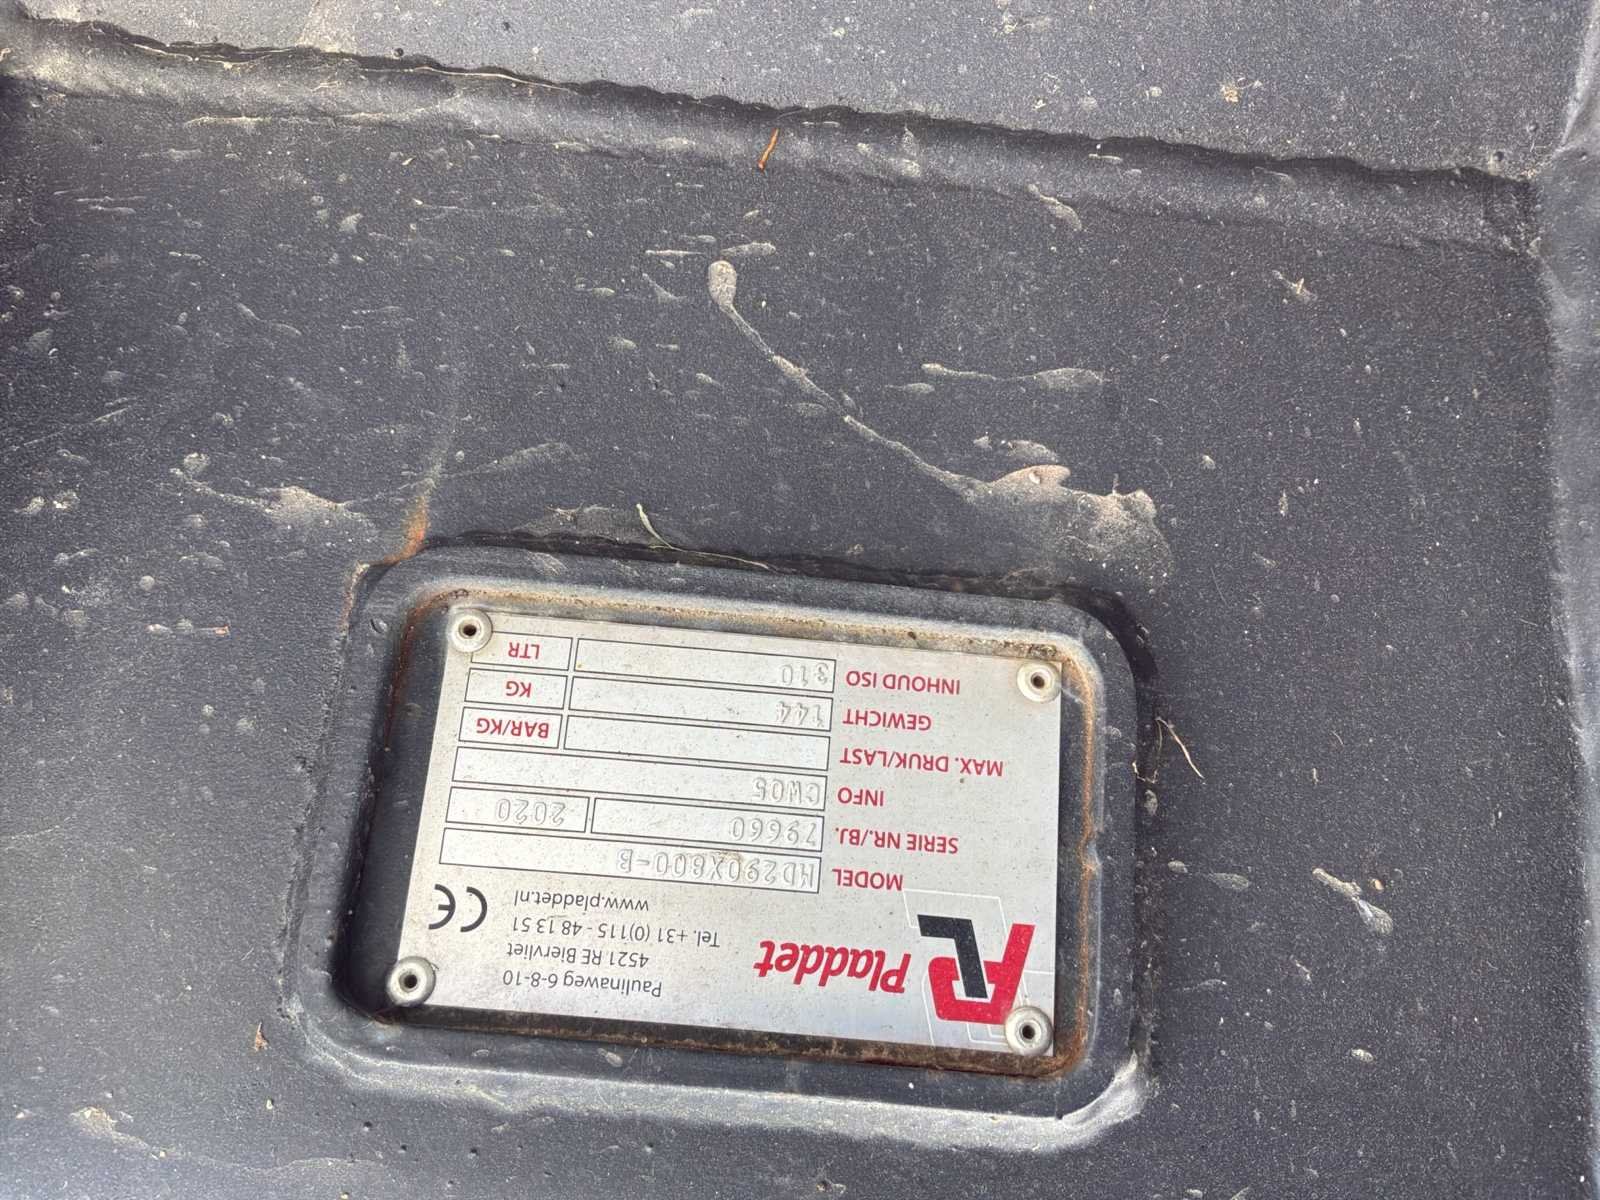 PL Pladdet
Paulinaweg 6-8-10
4521 RE Biervliet
Tel. +31 (0)115 - 48 13 51
www.pladdet.nl
CE
MODEL
SERIE NR./BJ. 79660 2020
INFO CW05
MAX. DRUK/LAST BAR/KG
GEWICHT 144 KG
INHOUD ISO 310 LTR